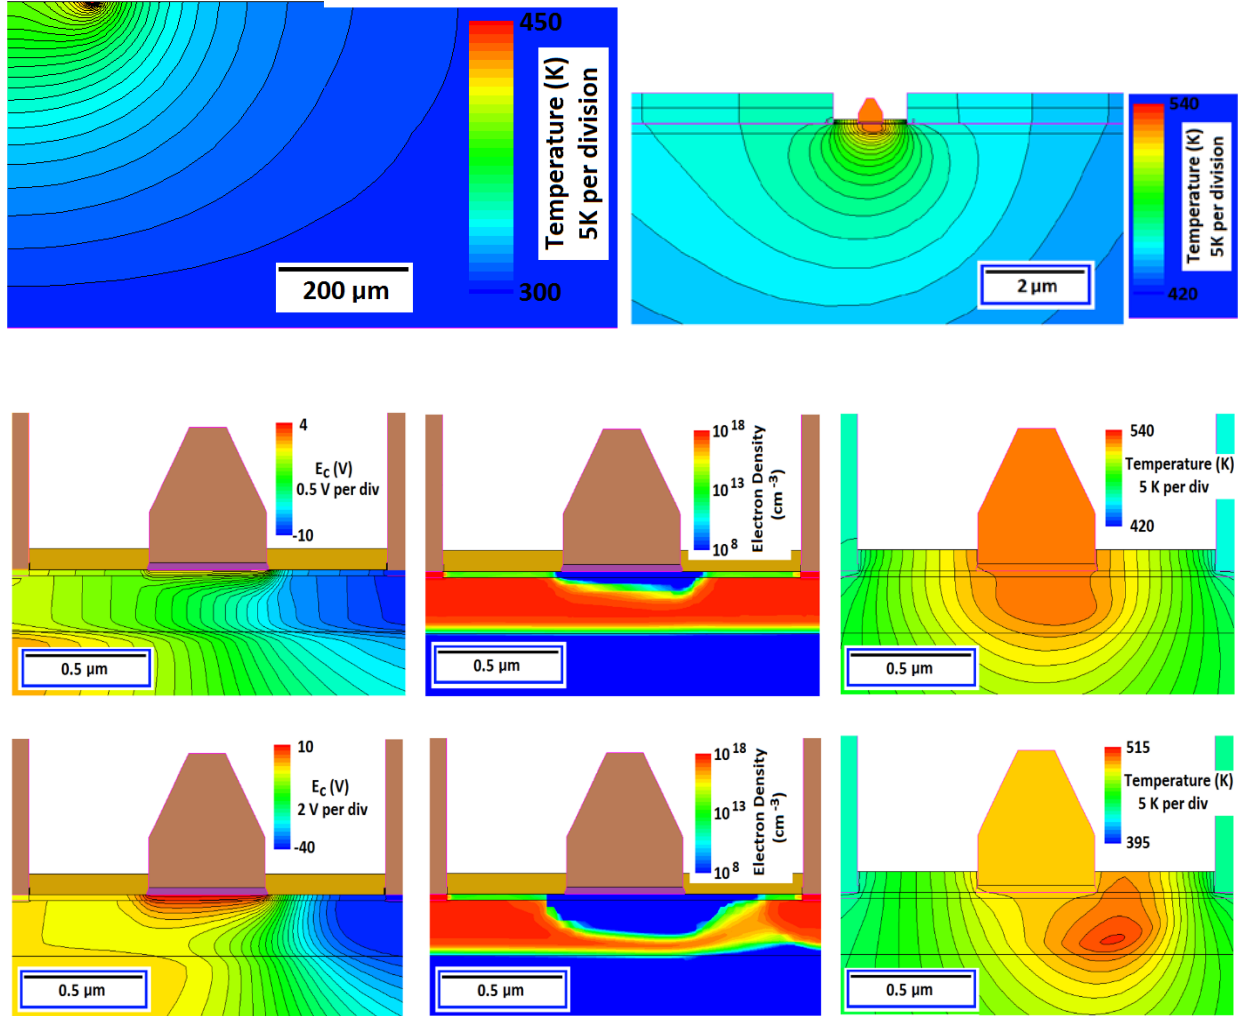 450
Temperature (K)
5K per division
300
200 µm
540
Temperature (K)
5K per division
420
2 µm
4
E_C (V)
0.5 V per div
-10
0.5 µm
10^18
10^13
10^8
Electron Density
(cm^-3)
0.5 µm
540
Temperature (K)
5 K per div
420
0.5 µm
10
E_C (V)
2 V per div
-40
0.5 µm
10^18
10^13
10^8
Electron Density
(cm^-3)
0.5 µm
515
Temperature (K)
5 K per div
395
0.5 µm